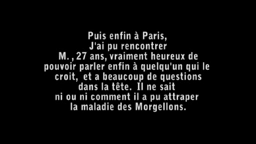 Puis enfin à Paris,
J'ai pu rencontrer
M. , 27 ans, vraiment heureux de
pouvoir parler enfin à quelqu'un qui le
croit, et a beaucoup de questions
dans la tête. Il ne sait
ni ou ni comment il a pu attraper
la maladie des Morgellons.